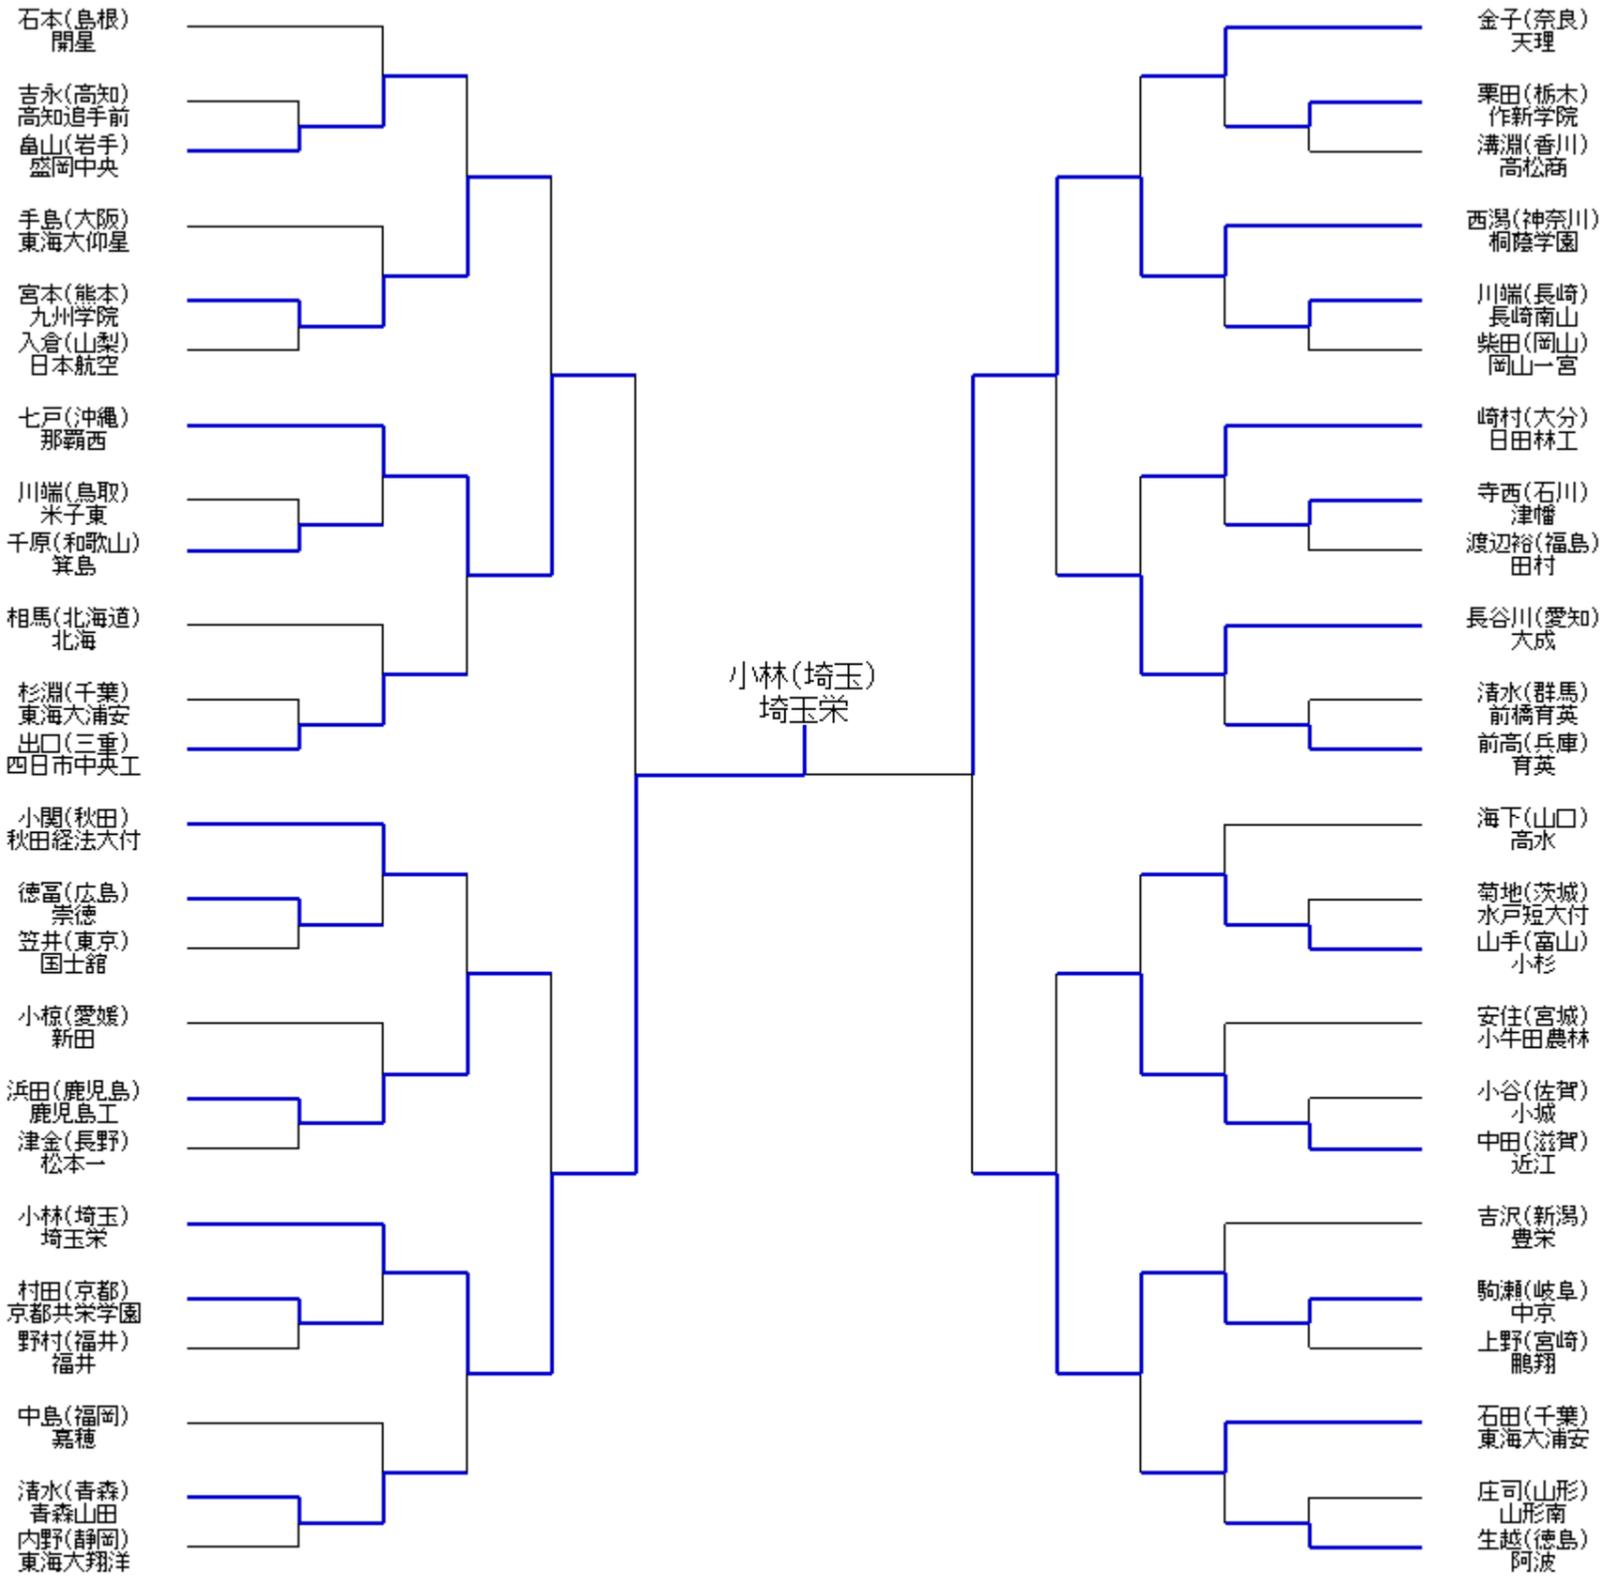 石本(島根)
開星
吉永(高知)
高知追手前
畠山(岩手)
盛岡中央
手島(大阪)
東海大仰星
宮本(熊本)
九州学院
入倉(山梨)
日本航空
七戸(沖縄)
那覇西
川端(鳥取)
米子東
千原(和歌山)
箕島
相馬(北海道)
北海
杉淵(千葉)
東海大浦安
出口(三重)
四日市中央工
小関(秋田)
秋田経法大付
徳冨(広島)
崇徳
笠井(東京)
国士舘
小椋(愛媛)
新田
浜田(鹿児島)
鹿児島工
津金(長野)
松本一
小林(埼玉)
埼玉栄
村田(京都)
京都共栄学園
野村(福井)
福井
中島(福岡)
嘉穂
清水(青森)
青森山田
内野(静岡)
東海大翔洋
小林(埼玉)
埼玉栄
金子(奈良)
天理
栗田(栃木)
作新学院
溝淵(香川)
高松商
西潟(神奈川)
桐蔭学園
川端(長崎)
長崎南山
柴田(岡山)
岡山一宮
崎村(大分)
日田林工
寺西(石川)
津幡
渡辺裕(福島)
田村
長谷川(愛知)
大成
清水(群馬)
前橋育英
前高(兵庫)
育英
海下(山口)
高水
菊地(茨城)
水戸短大付
山手(富山)
小杉
安住(宮城)
小牛田農林
小谷(佐賀)
小城
中田(滋賀)
近江
吉沢(新潟)
豊栄
駒瀬(岐阜)
中京
上野(宮崎)
鵬翔
石田(千葉)
東海大浦安
庄司(山形)
山形南
生越(徳島)
阿波